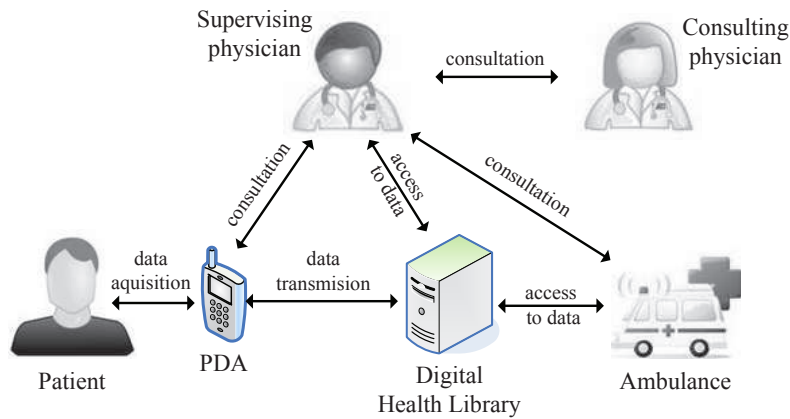 Supervising
physician
Consulting
physician
consultation
consultation
access
to data
consultation
data
aquisition
data
transmision
access
to data
Patient
PDA
Digital
Health Library
Ambulance